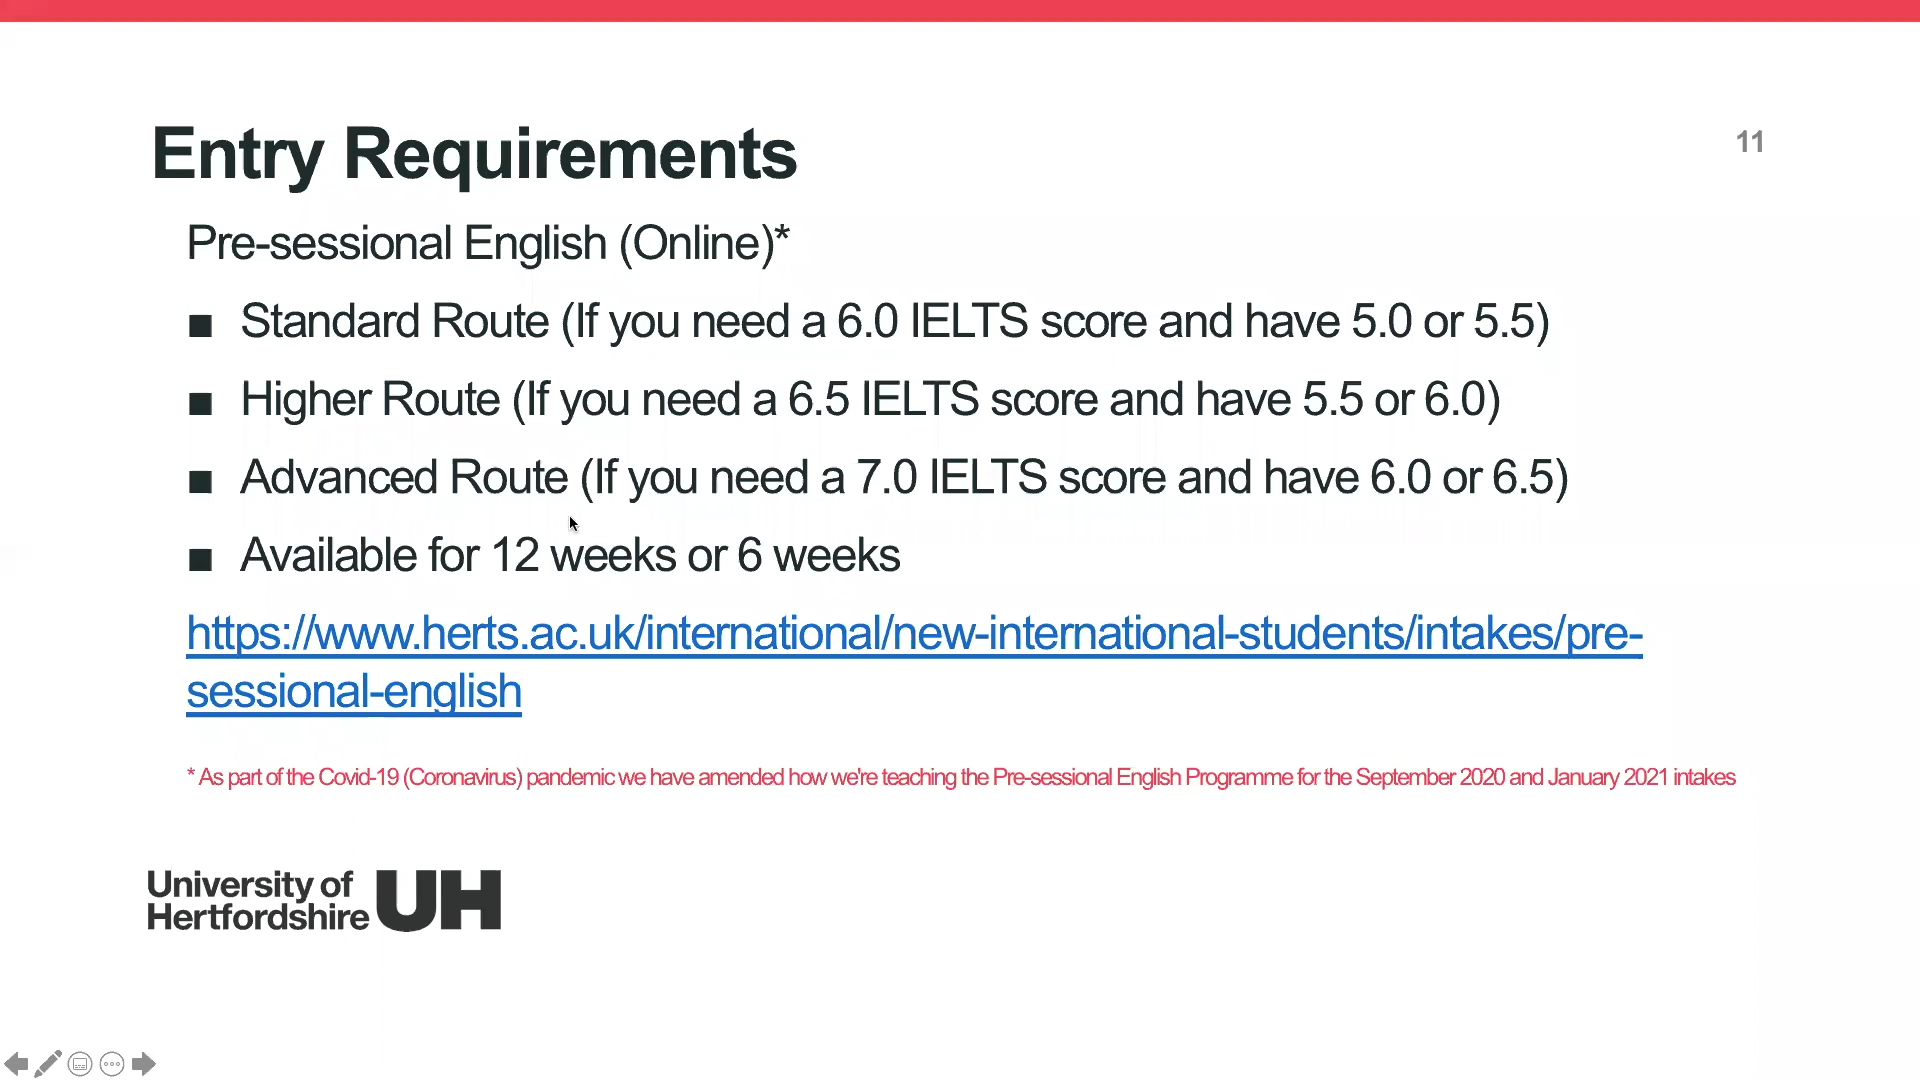 Entry Requirements
11
Pre-sessional English (Online)*
■ Standard Route (If you need a 6.0 IELTS score and have 5.0 or 5.5)
■ Higher Route (If you need a 6.5 IELTS score and have 5.5 or 6.0)
■ Advanced Route (If you need a 7.0 IELTS score and have 6.0 or 6.5)
■ Available for 12 weeks or 6 weeks
https://www.herts.ac.uk/international/new-international-students/intakes/pre-
sessional-english
* As part of the Covid-19 (Coronavirus) pandemic we have amended how we're teaching the Pre-sessional English Programme for the September 2020 and January 2021 intakes
University of
Hertfordshire UH